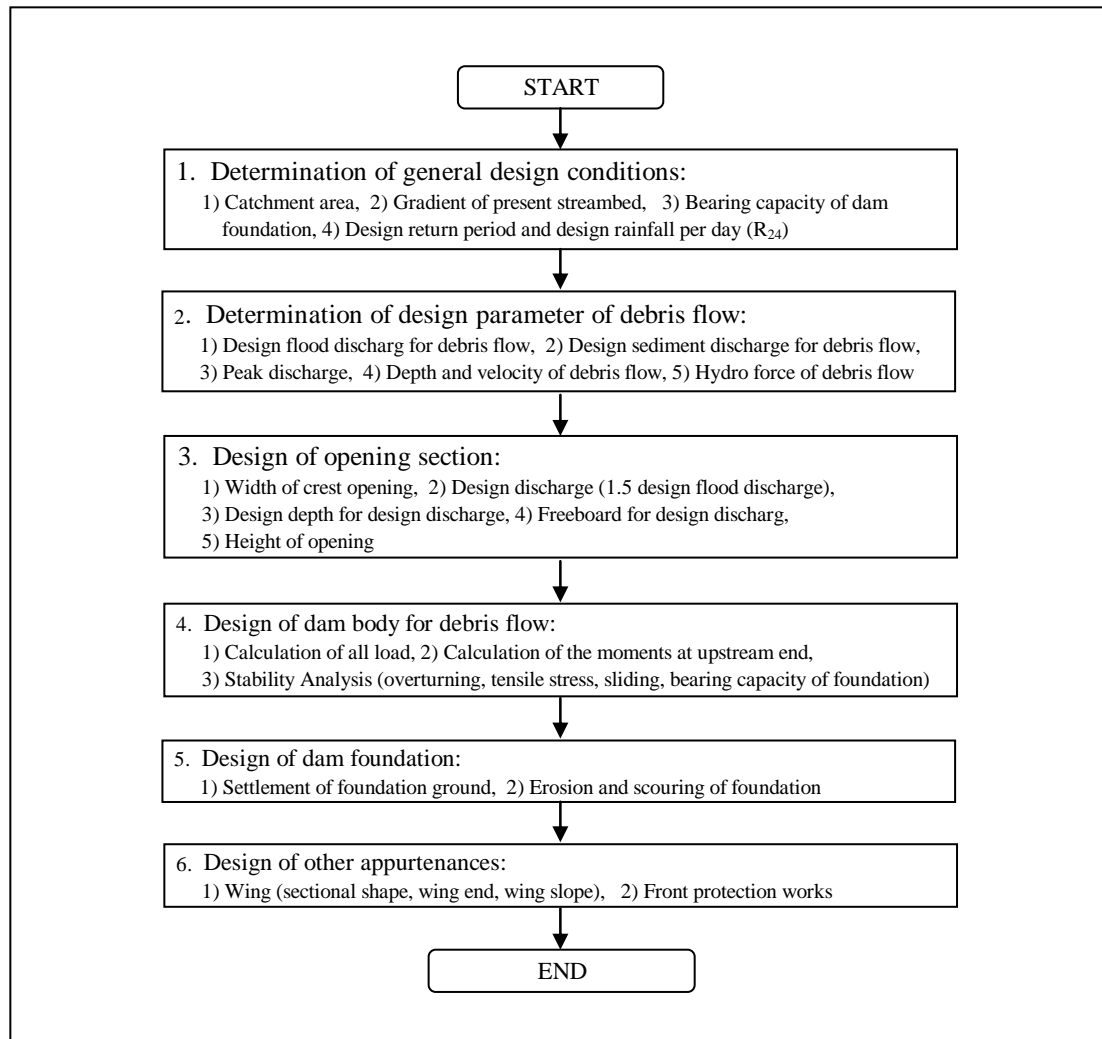 START
1. Determination of general design conditions:
1) Catchment area, 2) Gradient of present streambed, 3) Bearing capacity of dam
foundation, 4) Design return period and design rainfall per day (R24)
2. Determination of design parameter of debris flow:
1) Design flood discharg for debris flow, 2) Design sediment discharge for debris flow,
3) Peak discharge, 4) Depth and velocity of debris flow, 5) Hydro force of debris flow
3. Design of opening section:
1) Width of crest opening, 2) Design discharge (1.5 design flood discharge),
3) Design depth for design discharge, 4) Freeboard for design discharg,
5) Height of opening
4. Design of dam body for debris flow:
1) Calculation of all load, 2) Calculation of the moments at upstream end,
3) Stability Analysis (overturning, tensile stress, sliding, bearing capacity of foundation)
5. Design of dam foundation:
1) Settlement of foundation ground, 2) Erosion and scouring of foundation
6. Design of other appurtenances:
1) Wing (sectional shape, wing end, wing slope), 2) Front protection works
END